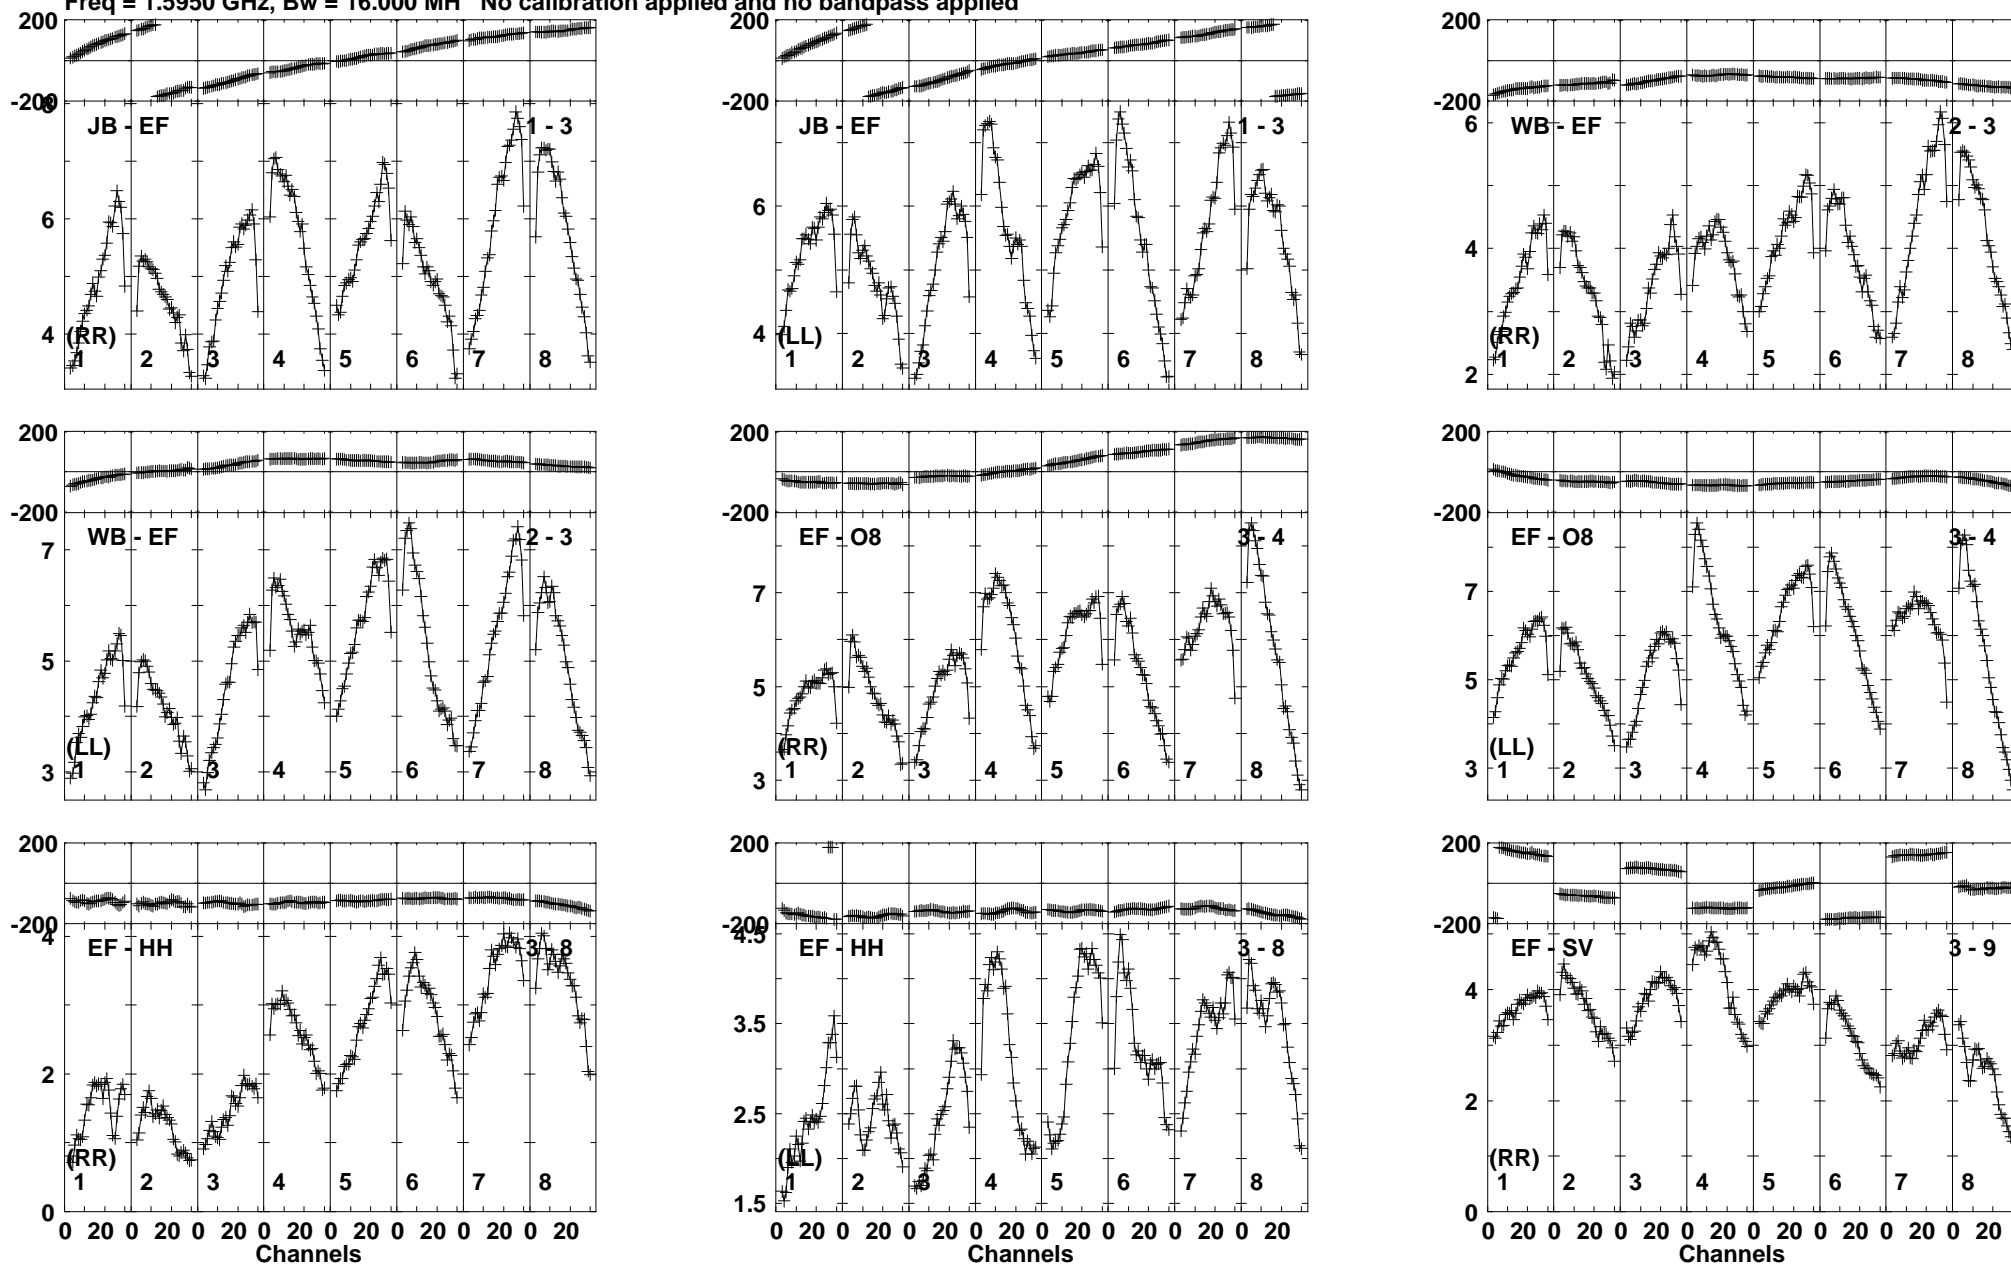 Freq = 1.5950 GHz, Bw = 16.000 MH No calibration applied and no bandpass applied
200 200 200
-200 -200 -200
8 6
JB - EF 1 - 3 JB - EF 1 - 3 WB - EF 2 - 3
6 6 4
4 4 2
(RR) (LL) (RR)
1 2 3 4 5 6 7 8 1 2 3 4 5 6 7 8 1 2 3 4 5 6 7 8
200 200 200
-200 -200 -200
WB - EF 2 - 3 EF - O8 3 - 4 EF - O8 3 - 4
7 7 7
5 5 5
3 3 3
(LL) (RR) (LL)
1 2 3 4 5 6 7 8 1 2 3 4 5 6 7 8 1 2 3 4 5 6 7 8
200 200 200
-200 -200 -200
4 4.5
EF - HH 3 - 8 EF - HH 3 - 8 EF - SV 3 - 9
3.5 4
2 2.5 2
(RR) (LL) (RR)
1 2 3 4 5 6 7 8 1 2 3 4 5 6 7 8 1 2 3 4 5 6 7 8
0 1.5 0
0 20 0 20 0 20 0 20 0 20 0 20 0 20 0 20 0 20 0 20 0 20 0 20 0 20 0 20 0 20 0 20 0 20 0 20 0 20 0 20 0 20 0 20 0 20 0 20
Channels Channels Channels